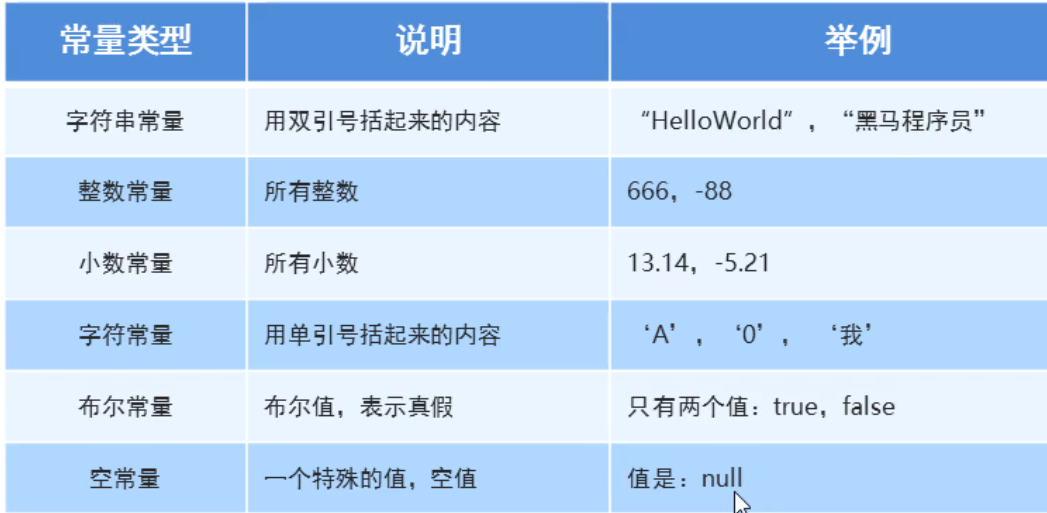 常量类型 说明 举例
字符串常量 用双引号括起来的内容 “HelloWorld”，“黑马程序员”
整数常量 所有整数 666，-88
小数常量 所有小数 13.14，-5.21
字符常量 用单引号括起来的内容 ‘A’，‘0’，‘我’
布尔常量 布尔值，表示真假 只有两个值：true，false
空常量 一个特殊的值，空值 值是：null